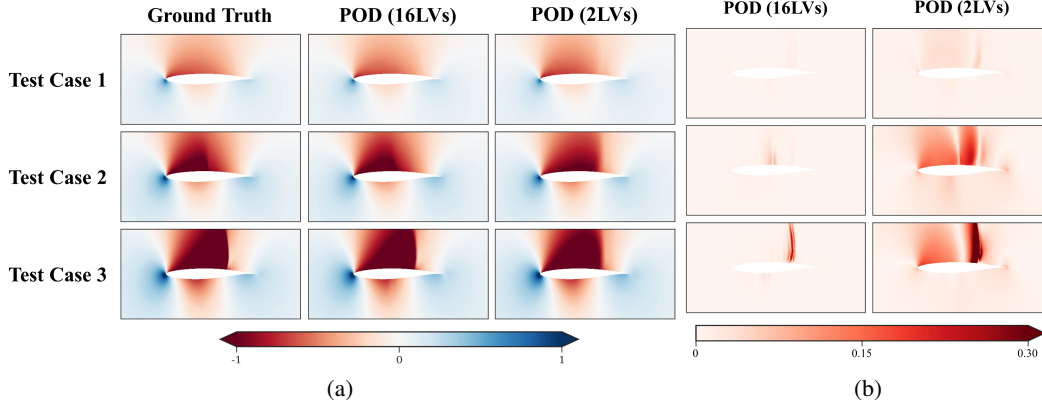 Ground Truth POD (16LVs) POD (2LVs) POD (16LVs) POD (2LVs)
Test Case 1
Test Case 2
Test Case 3
-1 0 1 0 0.15 0.30
(a) (b)